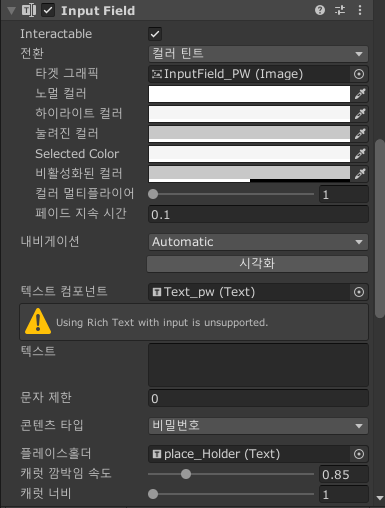 Input Field
Interactable
전환 컬러 틴트
타겟 그래픽 InputField_PW (Image)
노멀 컬러
하이라이트 컬러
눌려진 컬러
Selected Color
비활성화된 컬러
컬러 멀티플라이어 1
페이드 지속 시간 0.1
내비게이션 Automatic
시각화
텍스트 컴포넌트 Text_pw (Text)
Using Rich Text with input is unsupported.
텍스트
문자 제한 0
콘텐츠 타입 비밀번호
플레이스홀더 place_Holder (Text)
캐럿 깜박임 속도 0.85
캐럿 너비 1